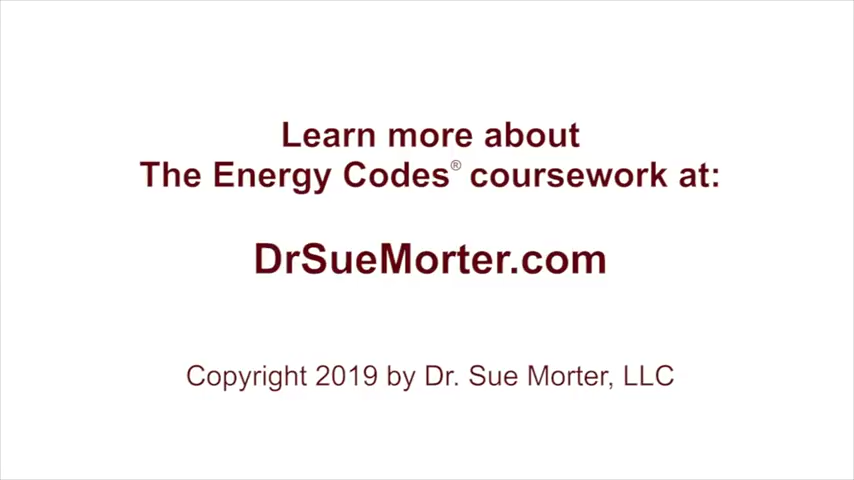 Learn more about
The Energy Codes® coursework at:
DrSueMorter.com
Copyright 2019 by Dr. Sue Morter, LLC